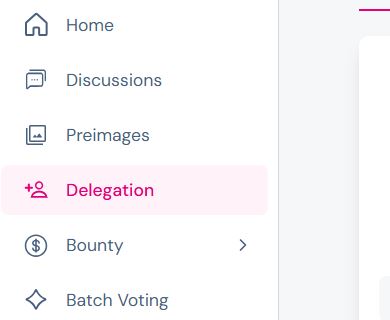 Home
Discussions
Preimages
Delegation
Bounty
Batch Voting